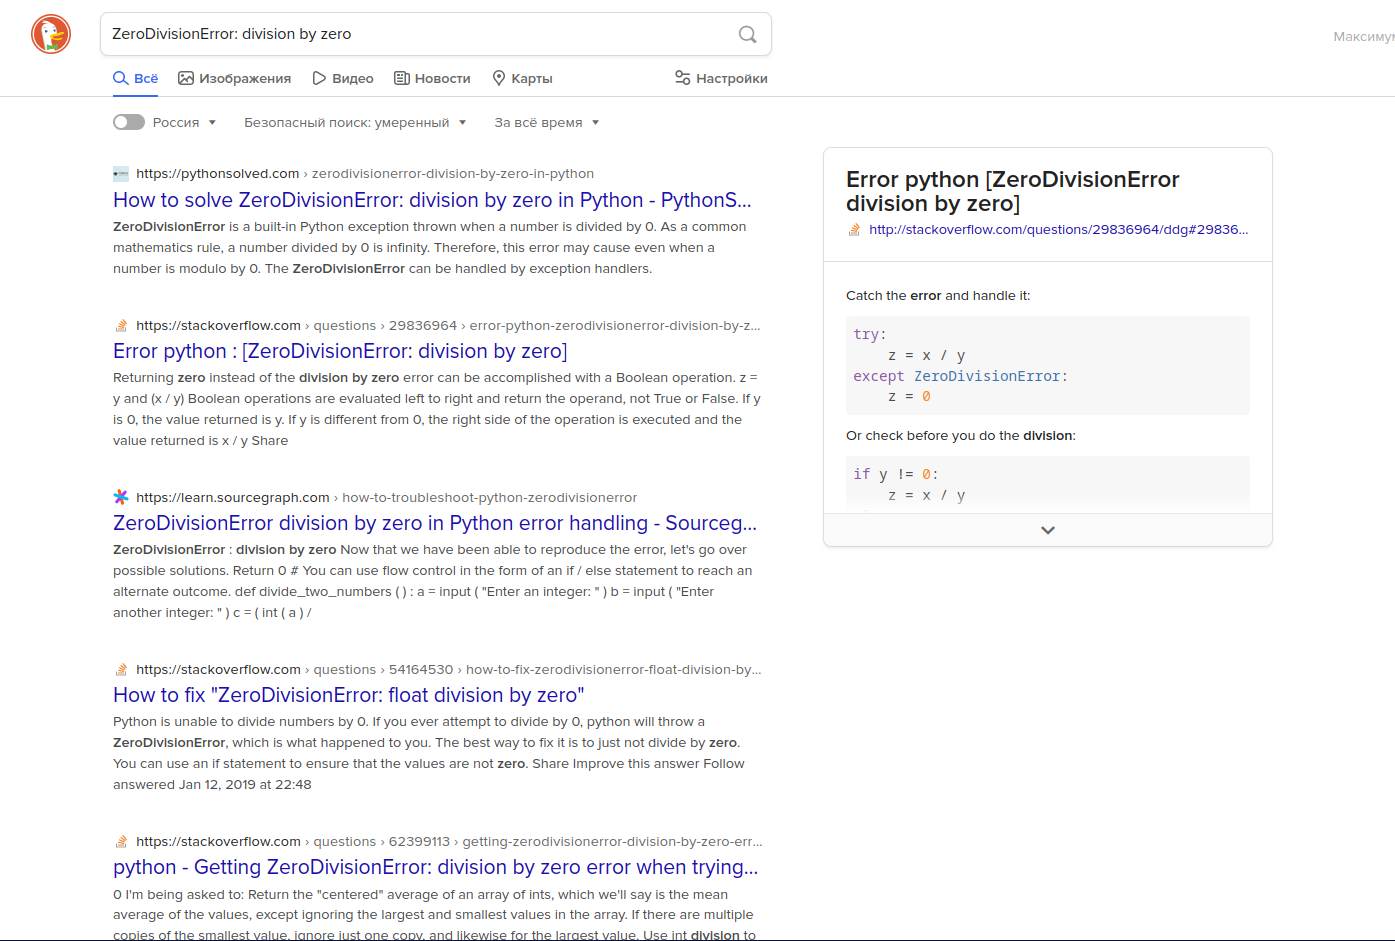 ZeroDivisionError: division by zero
Всё
Изображения
Видео
Новости
Карты
Настройки
Россия
Безопасный поиск: умеренный
За всё время
https://pythonsolved.com › zerodivisionerror-division-by-zero-in-python
How to solve ZeroDivisionError: division by zero in Python - PythonS...
ZeroDivisionError is a built-in Python exception thrown when a number is divided by 0. As a common
mathematics rule, a number divided by 0 is infinity. Therefore, this error may cause even when a
number is modulo by 0. The ZeroDivisionError can be handled by exception handlers.
https://stackoverflow.com › questions › 29836964 › error-python-zerodivisionerror-division-by-z...
Error python : [ZeroDivisionError: division by zero]
Returning zero instead of the division by zero error can be accomplished with a Boolean operation. z =
y and (x / y) Boolean operations are evaluated left to right and return the operand, not True or False. If y
is 0, the value returned is y. If y is different from 0, the right side of the operation is executed and the
value returned is x / y Share
https://learn.sourcegraph.com › how-to-troubleshoot-python-zerodivisionerror
ZeroDivisionError division by zero in Python error handling - Sourceg...
ZeroDivisionError : division by zero Now that we have been able to reproduce the error, let's go over
possible solutions. Return 0 # You can use flow control in the form of an if / else statement to reach an
alternate outcome. def divide_two_numbers ( ) : a = input ( "Enter an integer: " ) b = input ( "Enter
another integer: " ) c = ( int ( a ) /
https://stackoverflow.com › questions › 54164530 › how-to-fix-zerodivisionerror-float-division-by...
How to fix "ZeroDivisionError: float division by zero"
Python is unable to divide numbers by 0. If you ever attempt to divide by 0, python will throw a
ZeroDivisionError, which is what happened to you. The best way to fix it is to just not divide by zero.
You can use an if statement to ensure that the values are not zero. Share Improve this answer Follow
answered Jan 12, 2019 at 22:48
https://stackoverflow.com › questions › 62399113 › getting-zerodivisionerror-division-by-zero-err...
python - Getting ZeroDivisionError: division by zero error when trying...
0 I'm being asked to: Return the "centered" average of an array of ints, which we'll say is the mean
average of the values, except ignoring the largest and smallest values in the array. If there are multiple
copies of the smallest value, ignore just one copy, and likewise for the largest value. Use int division to
Error python [ZeroDivisionError
division by zero]
http://stackoverflow.com/questions/29836964/ddg#29836...
Catch the error and handle it:
try:
    z = x / y
except ZeroDivisionError:
    z = 0
Or check before you do the division:
if y != 0:
    z = x / y